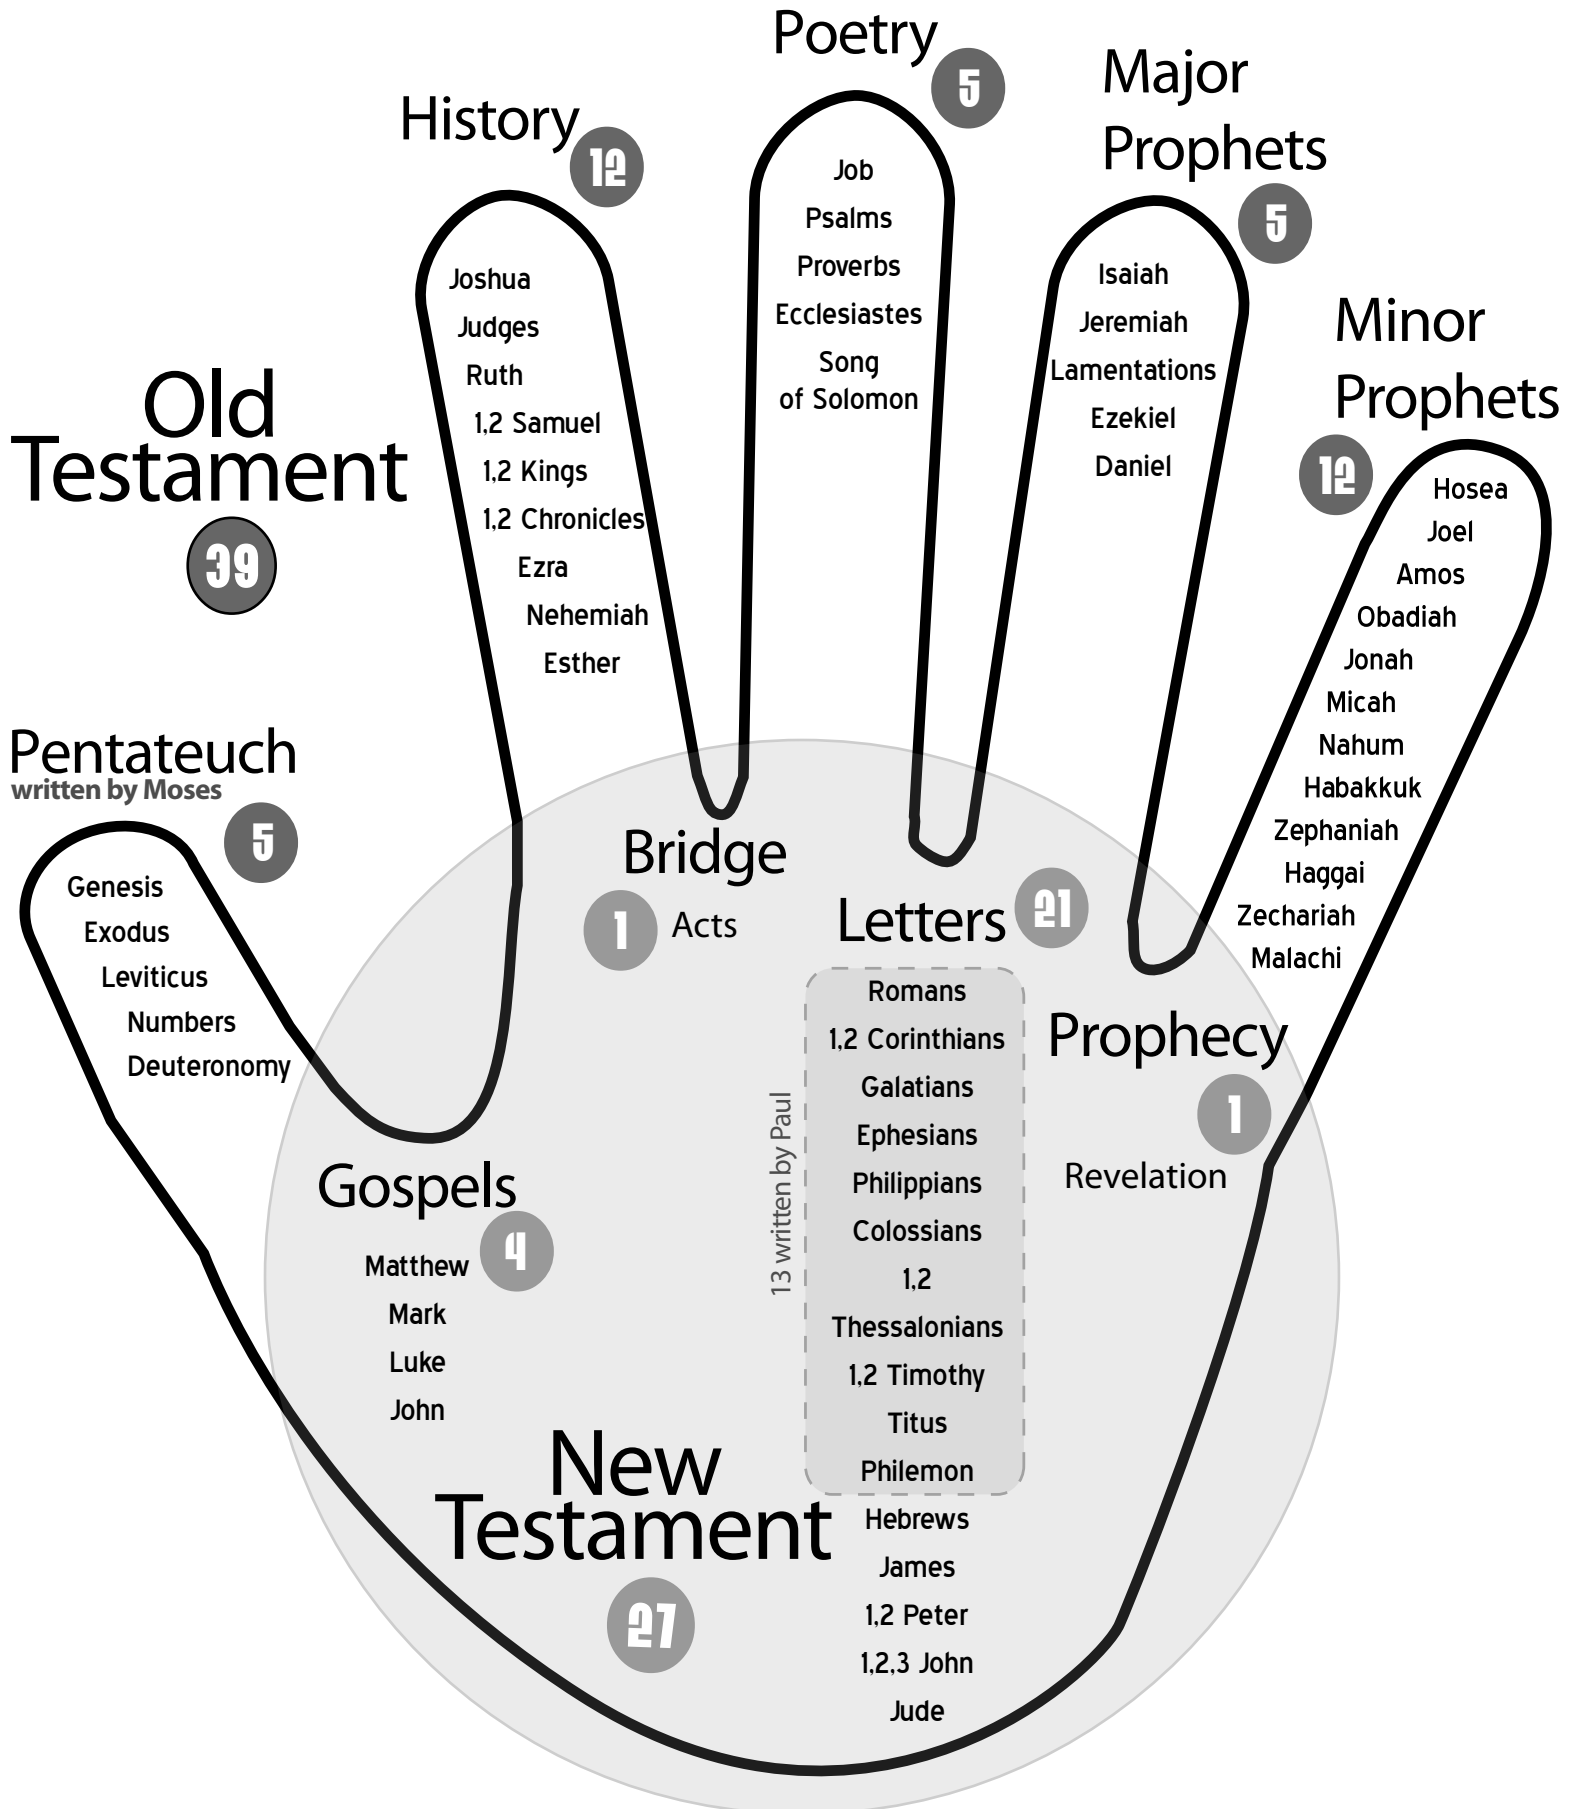 Old
Testament
39
Pentateuch
written by Moses
5
Genesis
Exodus
Leviticus
Numbers
Deuteronomy
History
12
Joshua
Judges
Ruth
1,2 Samuel
1,2 Kings
1,2 Chronicles
Ezra
Nehemiah
Esther
Poetry
5
Job
Psalms
Proverbs
Ecclesiastes
Song
of Solomon
Major
Prophets
5
Isaiah
Jeremiah
Lamentations
Ezekiel
Daniel
Minor
Prophets
12
Hosea
Joel
Amos
Obadiah
Jonah
Micah
Nahum
Habakkuk
Zephaniah
Haggai
Zechariah
Malachi
New
Testament
27
Gospels
4
Matthew
Mark
Luke
John
Bridge
1 Acts
Letters
21
13 written by Paul
Romans
1,2 Corinthians
Galatians
Ephesians
Philippians
Colossians
1,2
Thessalonians
1,2 Timothy
Titus
Philemon
Hebrews
James
1,2 Peter
1,2,3 John
Jude
Prophecy
1
Revelation